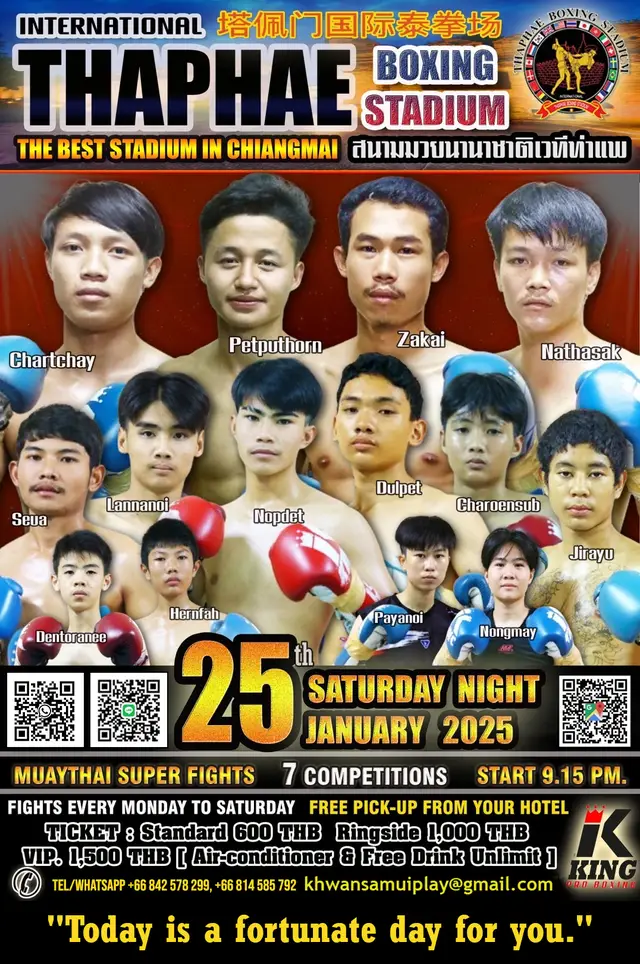 INTERNATIONAL 塔佩门国际泰拳场
THAPHAE BOXING STADIUM
THAPHAE BOXING STADIUM
INTERNATIONAL
THE BEST STADIUM IN CHIANGMAI สนามมวยนานาชาติเวทีท่าแพ
Chartchay
Petputhorn
Zakai
Nathasak
Seua
Lannanoi
Nopdet
Dulpet
Charoensub
Jirayu
Dentoranee
Hernfah
Payanoi
Nongmay
25th
SATURDAY NIGHT
JANUARY 2025
MUAYTHAI SUPER FIGHTS 7 COMPETITIONS START 9.15 PM.
FIGHTS EVERY MONDAY TO SATURDAY FREE PICK-UP FROM YOUR HOTEL
TICKET : Standard 600 THB Ringside 1,000 THB
VIP. 1,500 THB [ Air-conditioner & Free Drink Unlimit ]
TEL/WHATSAPP +66 842 578 299, +66 814 585 792 khwansamuiplay@gmail.com
K
KING
PRO BOXING
"Today is a fortunate day for you."